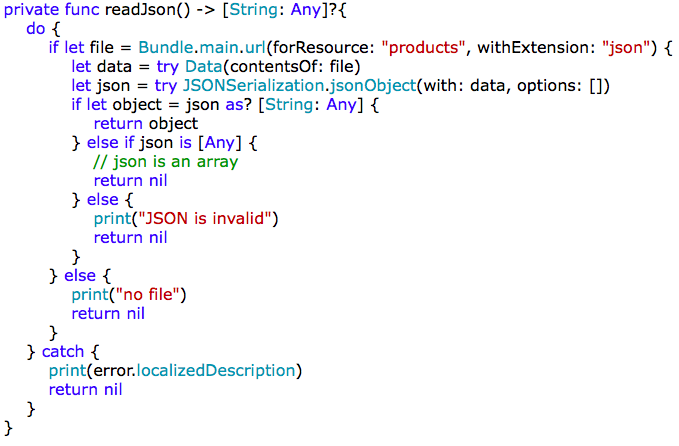 private func readJson() -> [String: Any]?{
do {
if let file = Bundle.main.url(forResource: "products", withExtension: "json") {
let data = try Data(contentsOf: file)
let json = try JSONSerialization.jsonObject(with: data, options: [])
if let object = json as? [String: Any] {
return object
} else if json is [Any] {
// json is an array
return nil
} else {
print("JSON is invalid")
return nil
}
} else {
print("no file")
return nil
}
} catch {
print(error.localizedDescription)
return nil
}
}